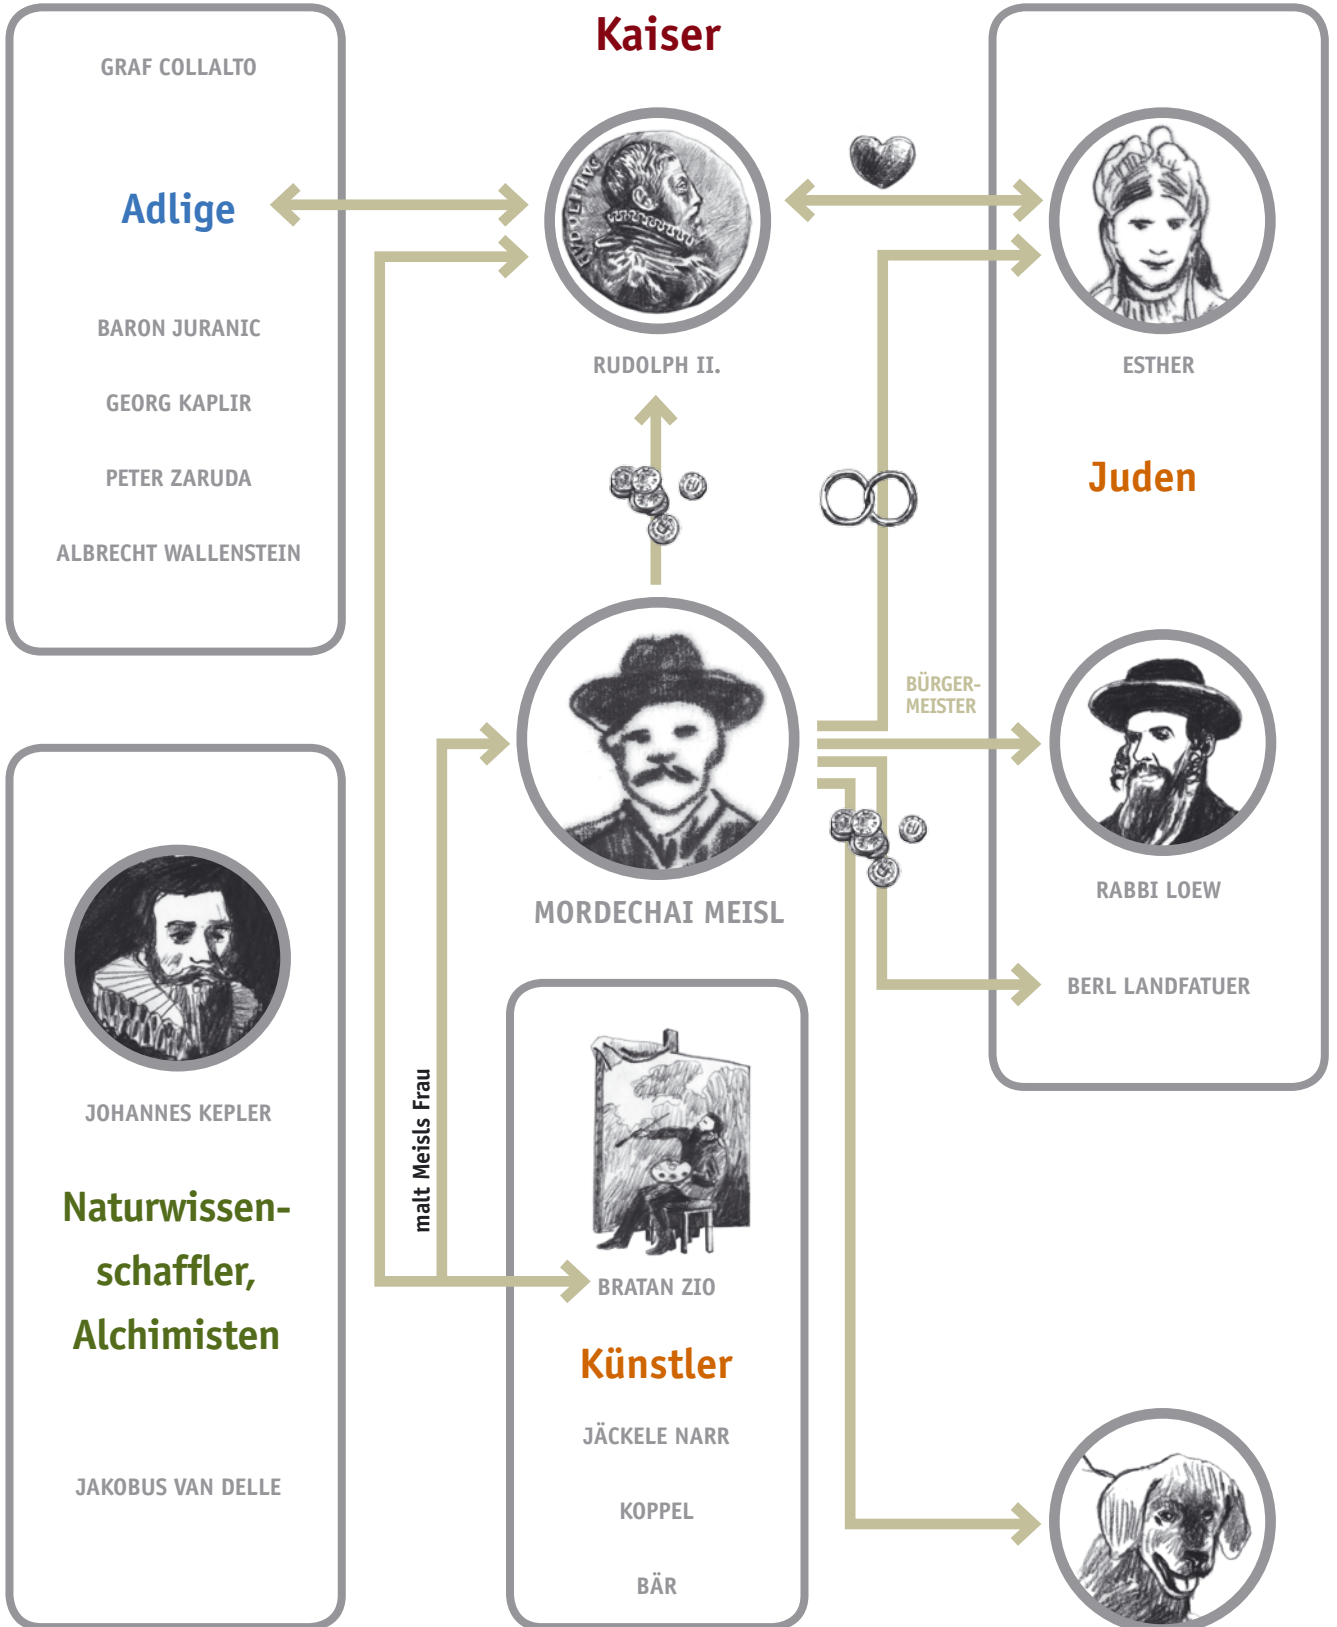 Kaiser
GRAF COLLALTO
Adlige
BARON JURANIC
GEORG KAPLIR
PETER ZARUDA
ALBRECHT WALLENSTEIN
RUDOLPH II.
ESTHER
Juden
BÜRGER-
MEISTER
RABBI LOEW
BERL LANDFATUER
MORDECHAI MEISL
malt Meisls Frau
JOHANNES KEPLER
Naturwissen-
schaffler,
Alchimisten
JAKOBUS VAN DELLE
BRATAN ZIO
Künstler
JÄCKELE NARR
KOPPEL
BÄR